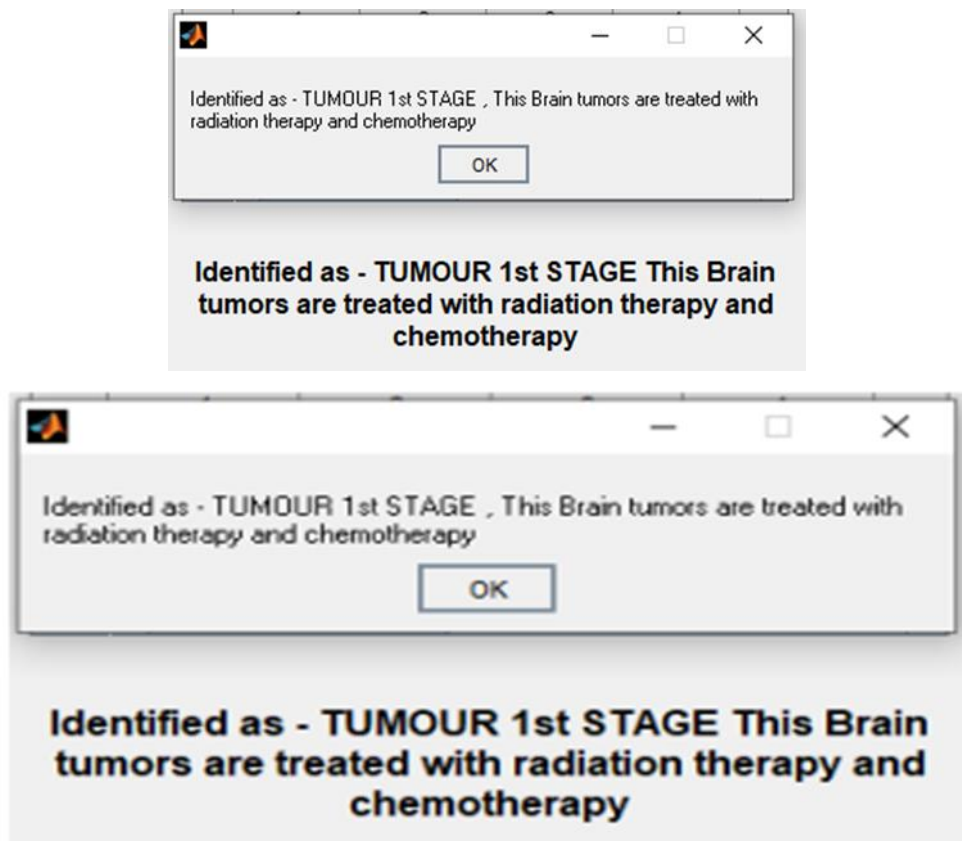 Identified as - TUMOUR 1st STAGE , This Brain tumors are treated with
radiation therapy and chemotherapy
OK
Identified as - TUMOUR 1st STAGE This Brain
tumors are treated with radiation therapy and
chemotherapy
Identified as - TUMOUR 1st STAGE , This Brain tumors are treated with
radiation therapy and chemotherapy
OK
Identified as - TUMOUR 1st STAGE This Brain
tumors are treated with radiation therapy and
chemotherapy